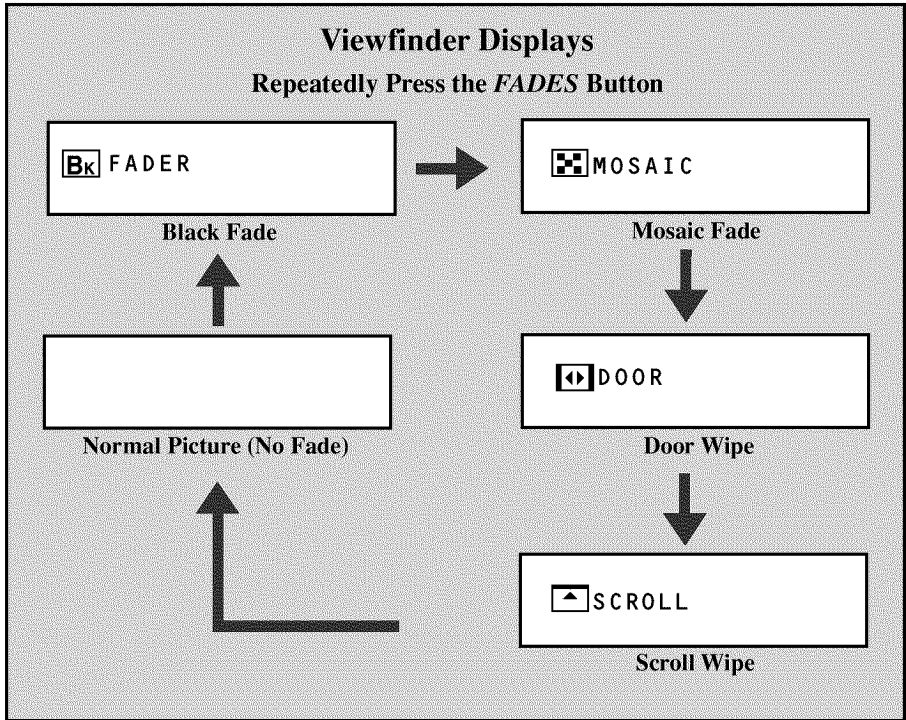 Viewfinder Displays
Repeatedly Press the FADES Button
BK FADER
Black Fade
MOSAIC
Mosaic Fade
Normal Picture (No Fade)
DOOR
Door Wipe
SCROLL
Scroll Wipe